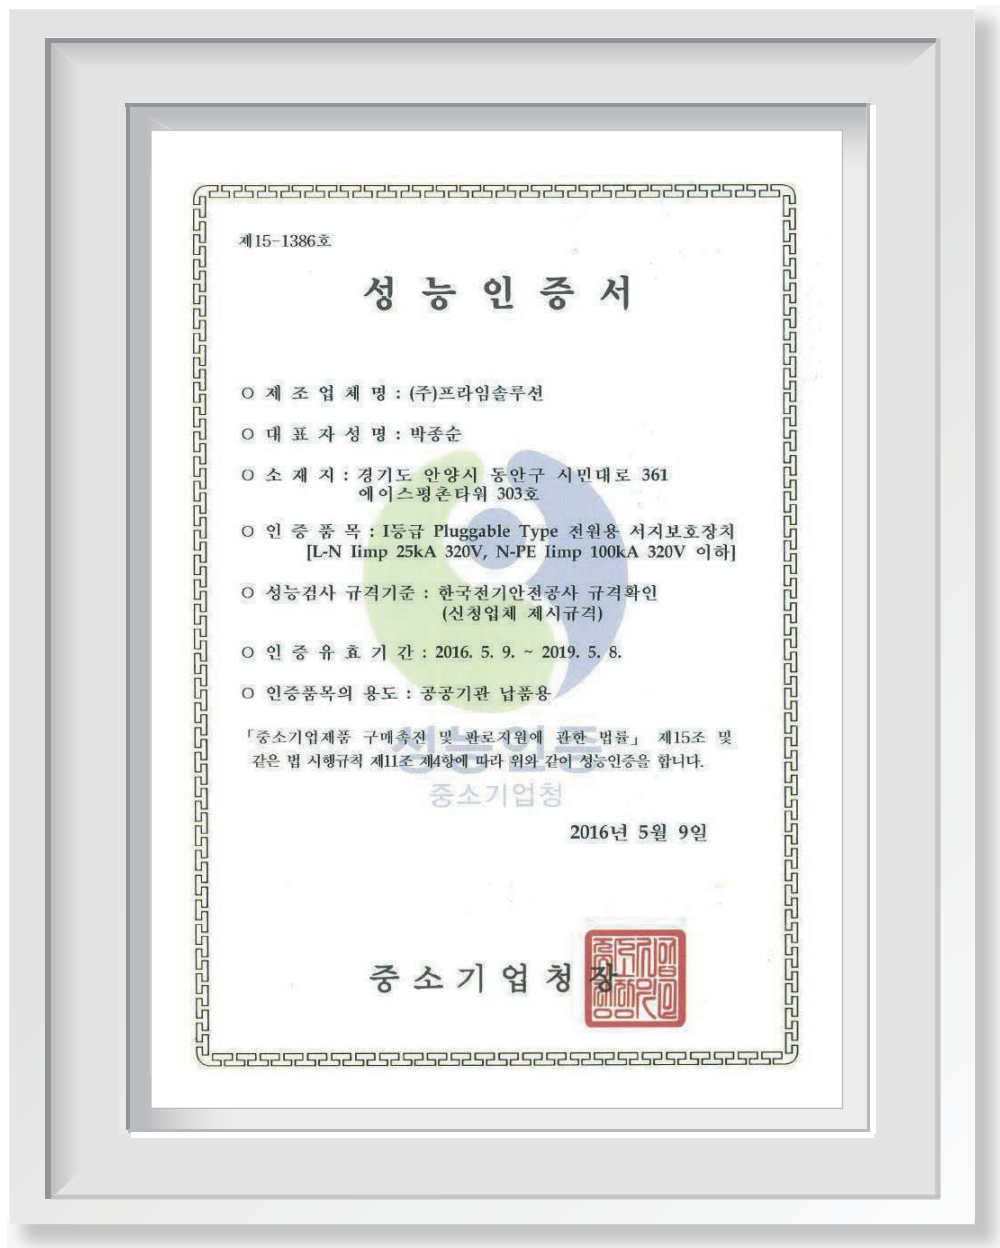 제15-1386호
성 능 인 증 서
○ 제 조 업 체 명 : (주)프라임솔루션
○ 대 표 자 성 명 : 박종순
○ 소 재 지 : 경기도 안양시 동안구 시민대로 361
에이스평촌타워 303호
○ 인 증 품 목 : I등급 Pluggable Type 전원용 서지보호장치
[L-N Iimp 25kA 320V, N-PE Iimp 100kA 320V 이하]
○ 성능검사 규격기준 : 한국전기안전공사 규격확인
(신청업체 제시규격)
○ 인 증 유 효 기 간 : 2016. 5. 9. ~ 2019. 5. 8.
○ 인증품목의 용도 : 공공기관 납품용
「중소기업제품 구매촉진 및 판로지원에 관한 법률」 제15조 및
같은 법 시행규칙 제11조 제4항에 따라 위와 같이 성능인증을 합니다.
성능인증
중소기업청
2016년 5월 9일
중 소 기 업 청 장